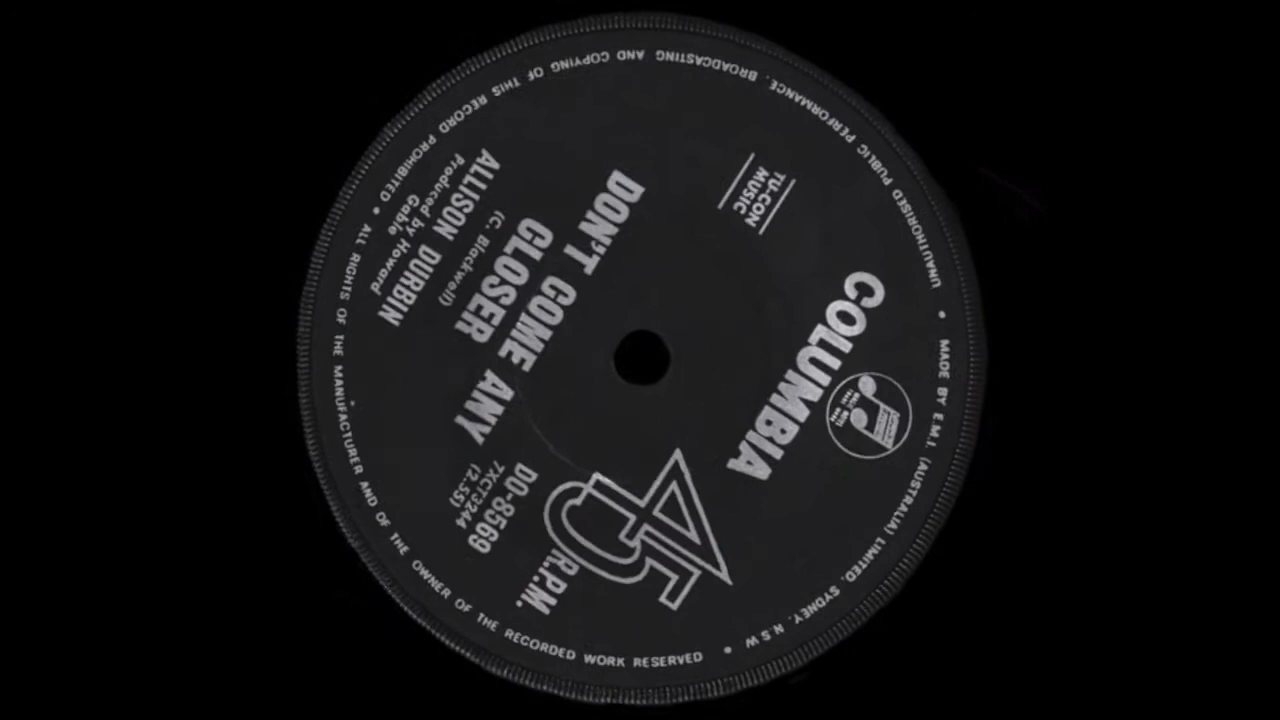 COLUMBIA
TU-CON
MUSIC
45
R.P.M.
DO-8569
7XCT3244
(2.55)
DON'T COME ANY
CLOSER
(C. Blackwell)
ALLISON DURBIN
Produced by Howard
Gable
MADE BY E.M.I. (AUSTRALIA) LIMITED. SYDNEY, N.S.W • ALL RIGHTS OF THE MANUFACTURER AND OF THE OWNER OF THE RECORDED WORK RESERVED
UNAUTHORISED PUBLIC PERFORMANCE, BROADCASTING AND COPYING OF THIS RECORD PROHIBITED •